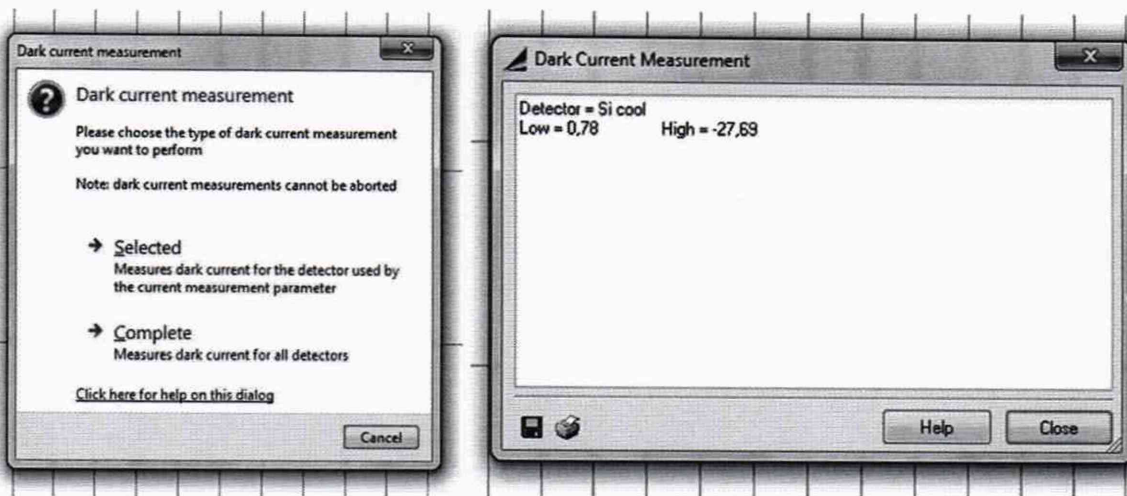 Dark current measurement
Dark current measurement
Please choose the type of dark current measurement
you want to perform
Note: dark current measurements cannot be aborted
Selected
Measures dark current for the detector used by
the current measurement parameter
Complete
Measures dark current for all detectors
Click here for help on this dialog
Cancel
Dark Current Measurement
Detector = Si cool
Low = 0,78 High = -27,69
Help
Close